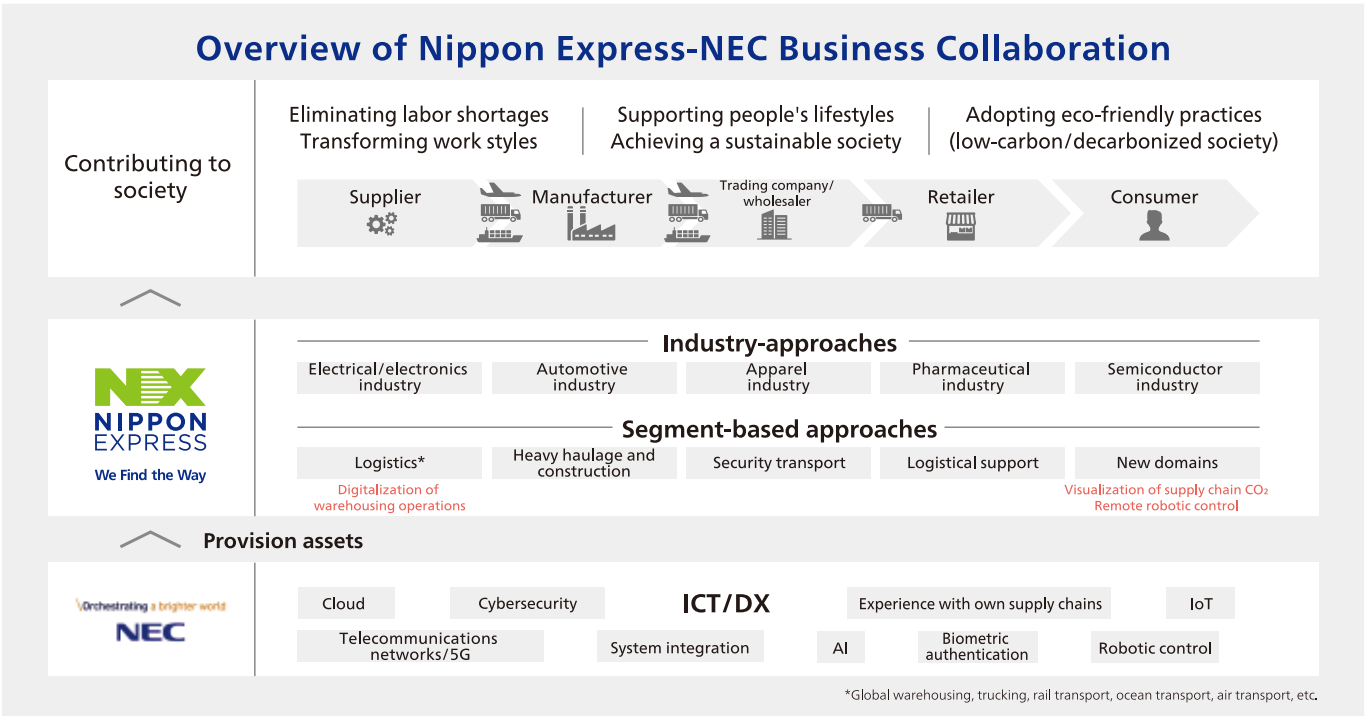 Overview of Nippon Express-NEC Business Collaboration
Contributing to
society
Eliminating labor shortages
Transforming work styles
Supporting people's lifestyles
Achieving a sustainable society
Adopting eco-friendly practices
(low-carbon/decarbonized society)
Supplier
Manufacturer
Trading company/
wholesaler
Retailer
Consumer
NX
NIPPON
EXPRESS
We Find the Way
Industry-approaches
Electrical/electronics
industry
Automotive
industry
Apparel
industry
Pharmaceutical
industry
Semiconductor
industry
Segment-based approaches
Logistics*
Heavy haulage and
construction
Security transport
Logistical support
New domains
Digitalization of
warehousing operations
Visualization of supply chain CO₂
Remote robotic control
Provision assets
\Orchestrating a brighter world
NEC
Cloud
Cybersecurity
ICT/DX
Experience with own supply chains
IoT
Telecommunications
networks/5G
System integration
AI
Biometric
authentication
Robotic control
*Global warehousing, trucking, rail transport, ocean transport, air transport, etc.